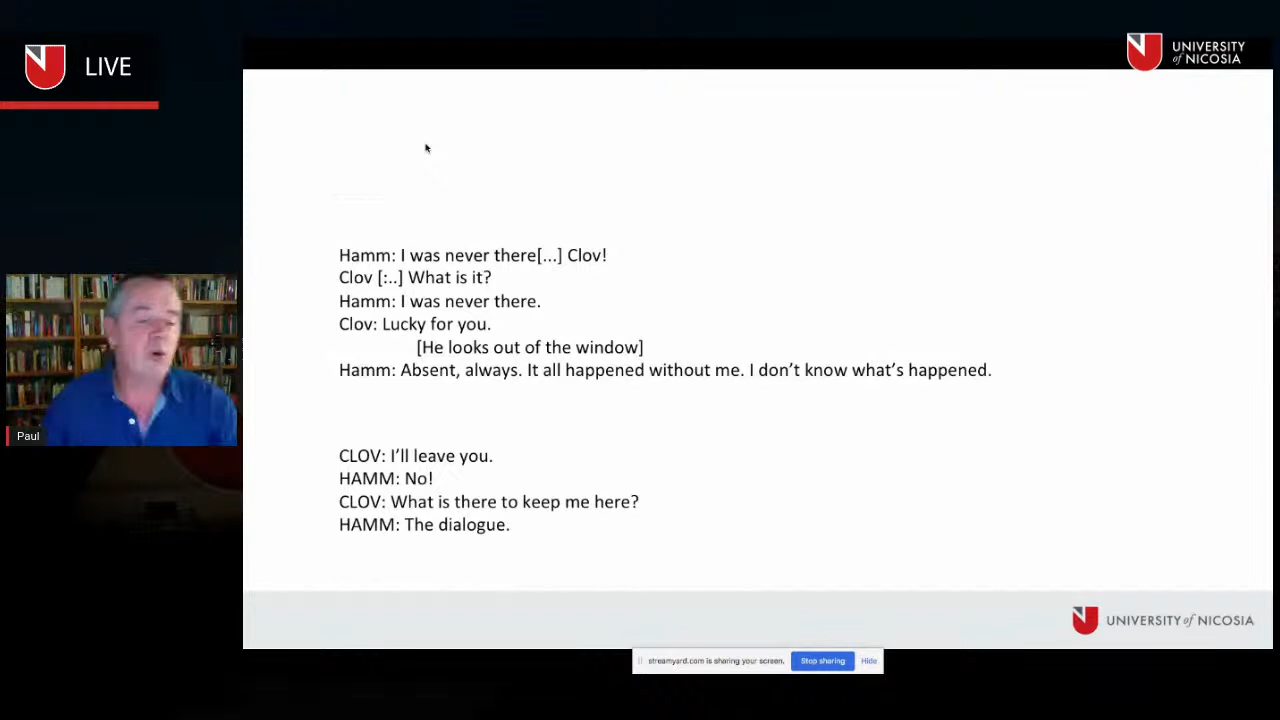 LIVE
UNIVERSITY
of NICOSIA
Hamm: I was never there[...] Clov!
Clov [:..] What is it?
Hamm: I was never there.
Clov: Lucky for you.
[He looks out of the window]
Hamm: Absent, always. It all happened without me. I don’t know what’s happened.
CLOV: I’ll leave you.
HAMM: No!
CLOV: What is there to keep me here?
HAMM: The dialogue.
Paul
UNIVERSITY of NICOSIA
streamyard.com is sharing your screen. Stop sharing Hide